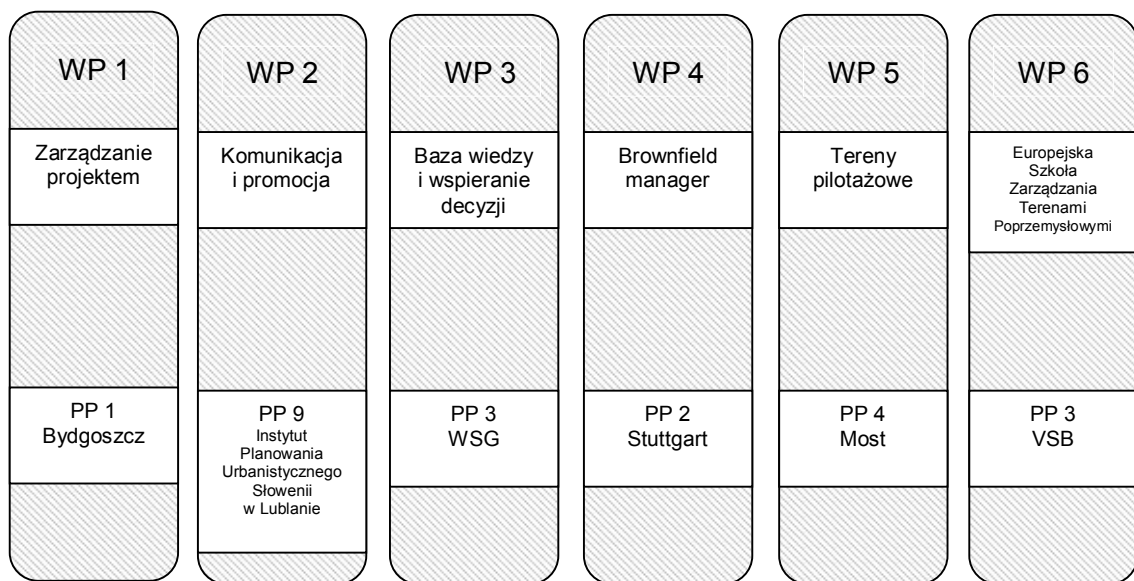 WP 1
Zarządzanie
projektem
PP 1
Bydgoszcz
WP 2
Komunikacja
i promocja
PP 9
Instytut
Planowania
Urbanistycznego
Słowenii
w Lublanie
WP 3
Baza wiedzy
i wspieranie
decyzji
PP 3
WSG
WP 4
Brownfield
manager
PP 2
Stuttgart
WP 5
Tereny
pilotażowe
PP 4
Most
WP 6
Europejska
Szkoła
Zarządzania
Terenami
Poprzemysłowymi
PP 3
VSB